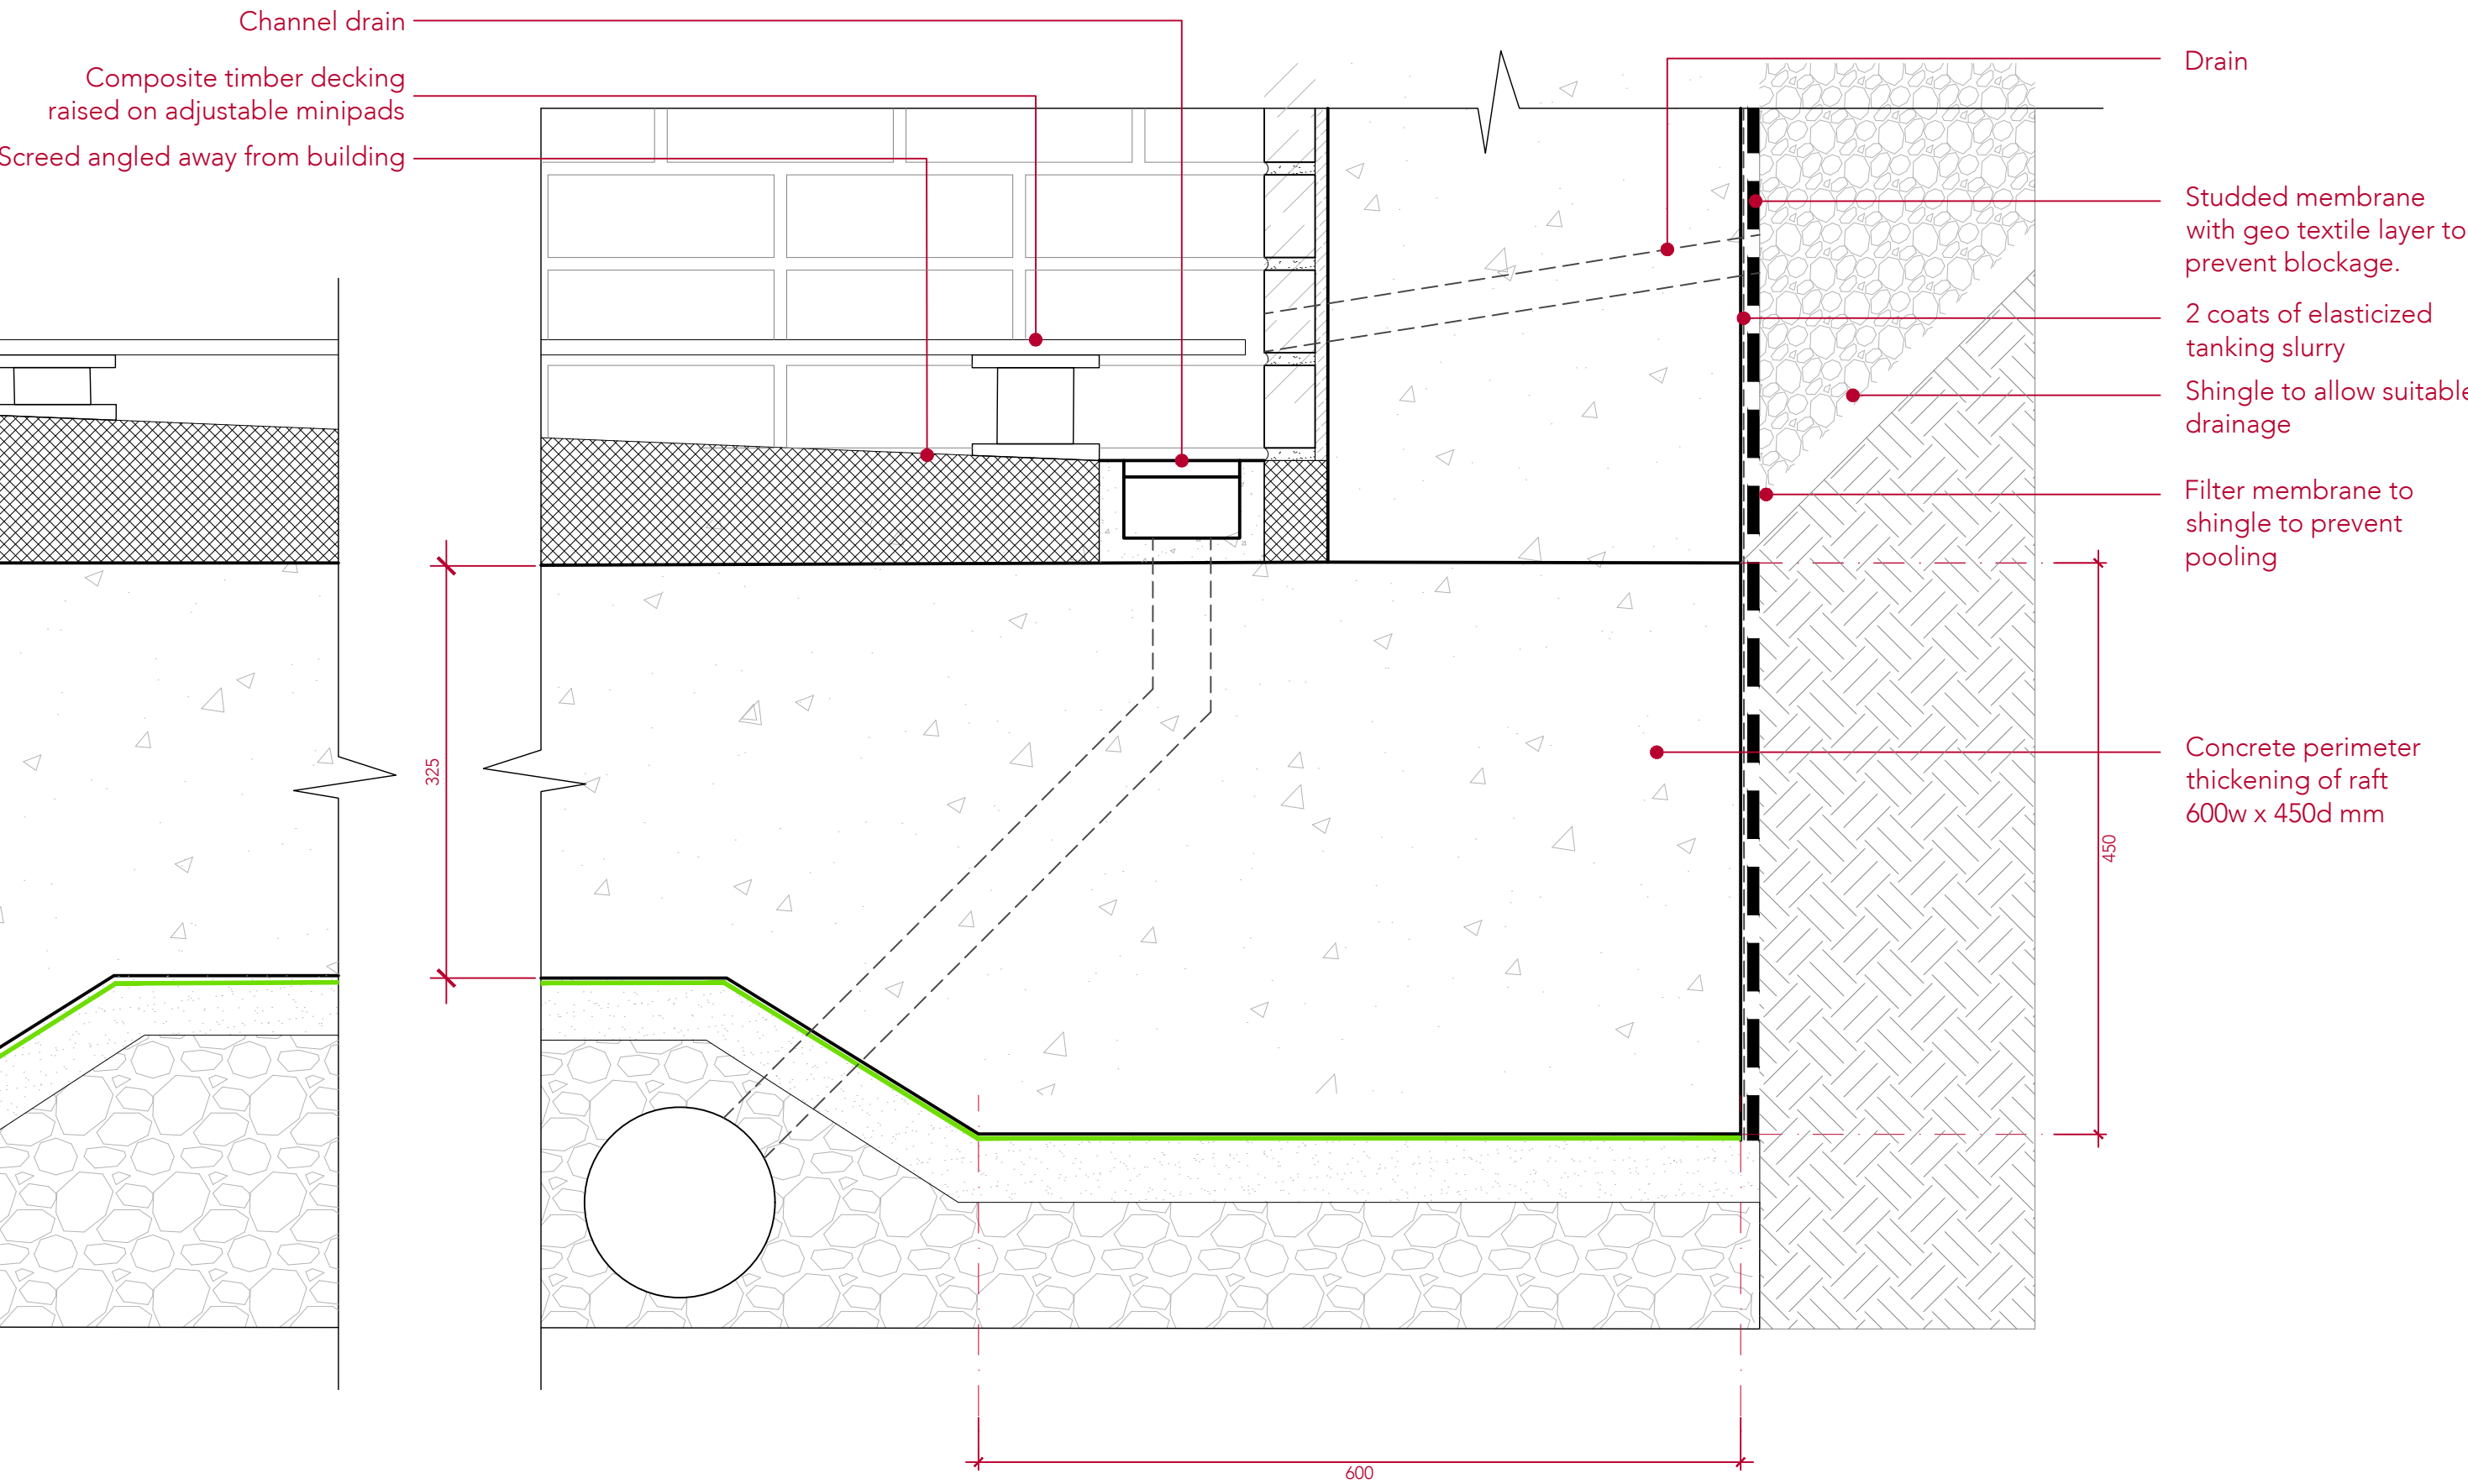 Channel drain
Composite timber decking
raised on adjustable minipads
Screed angled away from building
Drain
Studded membrane
with geo textile layer to
prevent blockage.
2 coats of elasticized
tanking slurry
Shingle to allow suitable
drainage
Filter membrane to
shingle to prevent
pooling
Concrete perimeter
thickening of raft
600w x 450d mm
325
450
600